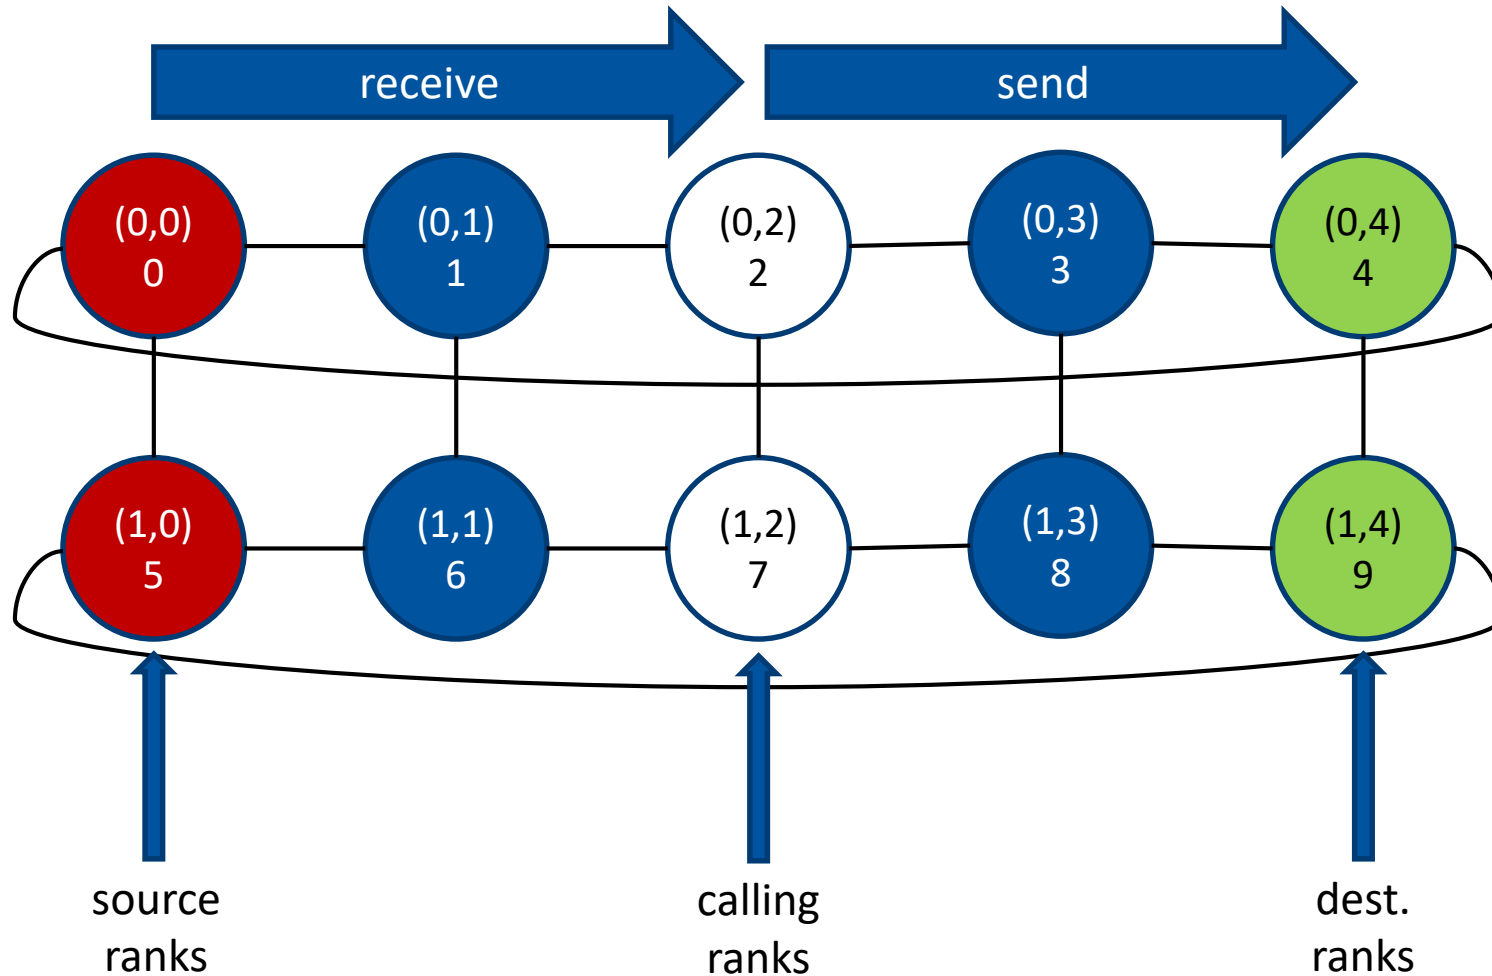 receive
send
(0,0)
0
(0,1)
1
(0,2)
2
(0,3)
3
(0,4)
4
(1,0)
5
(1,1)
6
(1,2)
7
(1,3)
8
(1,4)
9
source
ranks
calling
ranks
dest.
ranks